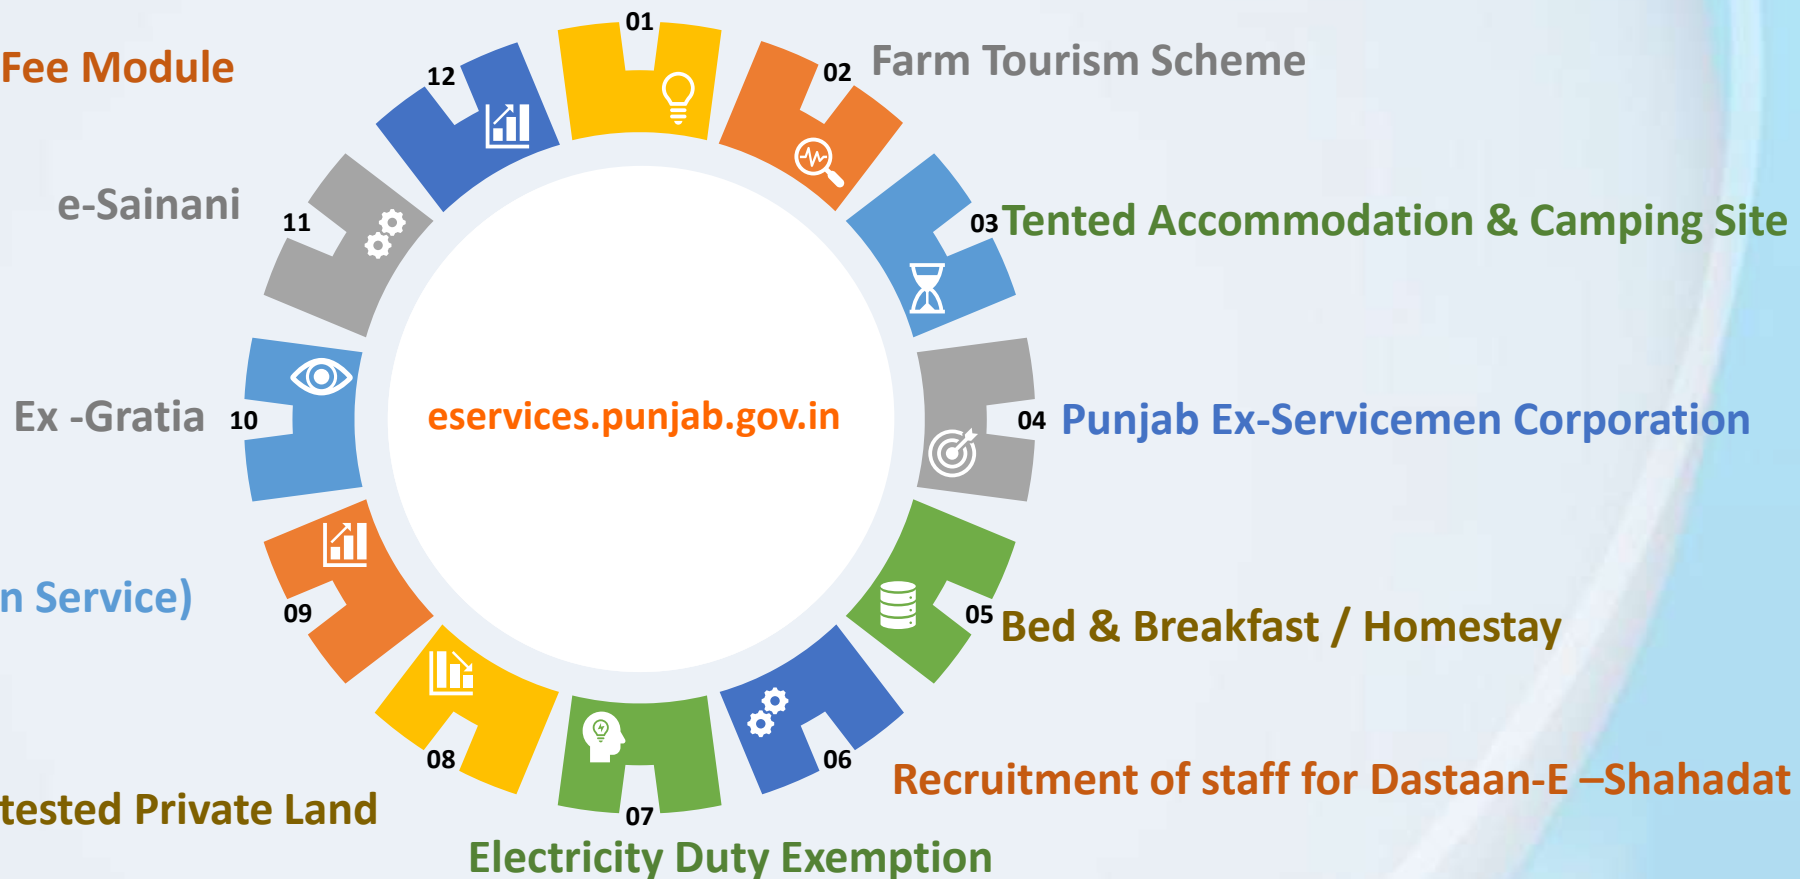 01
02 Farm Tourism Scheme
03 Tented Accommodation & Camping Site
04 Punjab Ex-Servicemen Corporation
05 Bed & Breakfast / Homestay
06 Recruitment of staff for Dastaan-E –Shahadat
07
Electricity Duty Exemption
08
tested Private Land
09
n Service)
10 Ex -Gratia
11 e-Sainani
12 Fee Module
eservices.punjab.gov.in